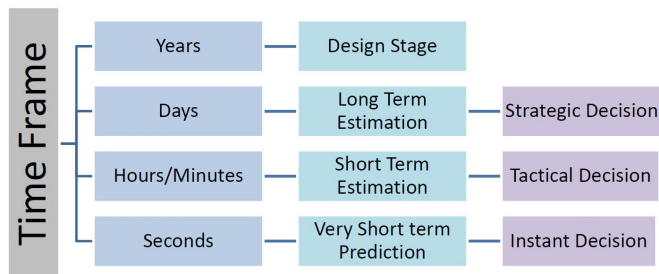 Time Frame
Years
Design Stage
Days
Long Term
Estimation
Strategic Decision
Hours/Minutes
Short Term
Estimation
Tactical Decision
Seconds
Very Short term
Prediction
Instant Decision